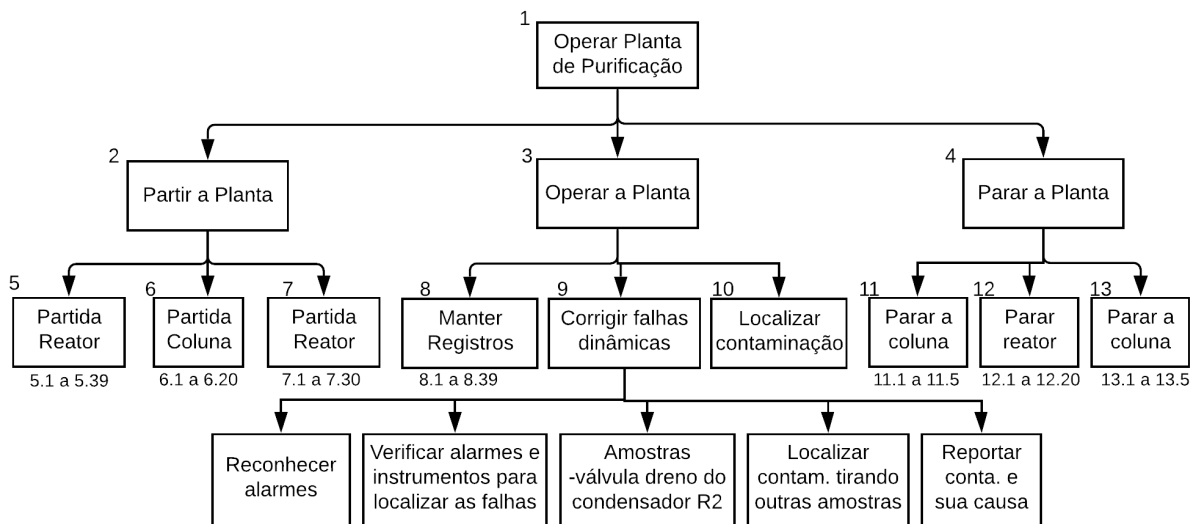 1
Operar Planta
de Purificação
2
Partir a Planta
3
Operar a Planta
4
Parar a Planta
5
Partida
Reator
5.1 a 5.39
6
Partida
Coluna
6.1 a 6.20
7
Partida
Reator
7.1 a 7.30
8
Manter
Registros
8.1 a 8.39
9
Corrigir falhas
dinâmicas
10
Localizar
contaminação
11
Parar a
coluna
11.1 a 11.5
12
Parar
reator
12.1 a 12.20
13
Parar a
coluna
13.1 a 13.5
Reconhecer
alarmes
Verificar alarmes e
instrumentos para
localizar as falhas
Amostras
-válvula dreno do
condensador R2
Localizar
contam. tirando
outras amostras
Reportar
conta. e
sua causa